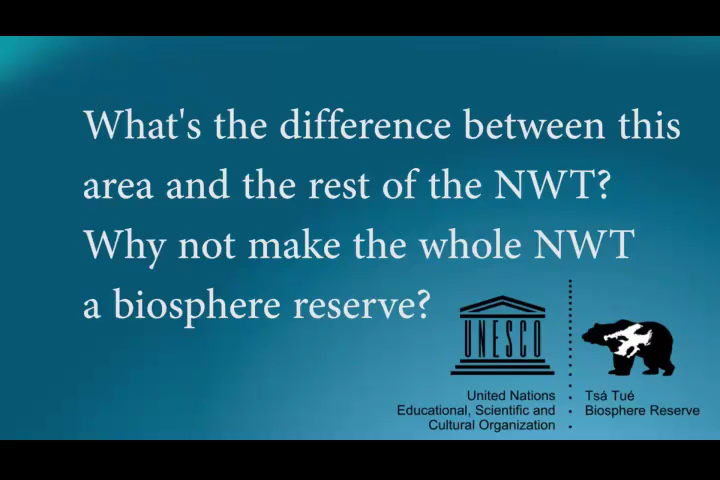 What's the difference between this
area and the rest of the NWT?
Why not make the whole NWT
a biosphere reserve?
UNESCO
United Nations
Educational, Scientific and
Cultural Organization
Tsá Tué
Biosphere Reserve